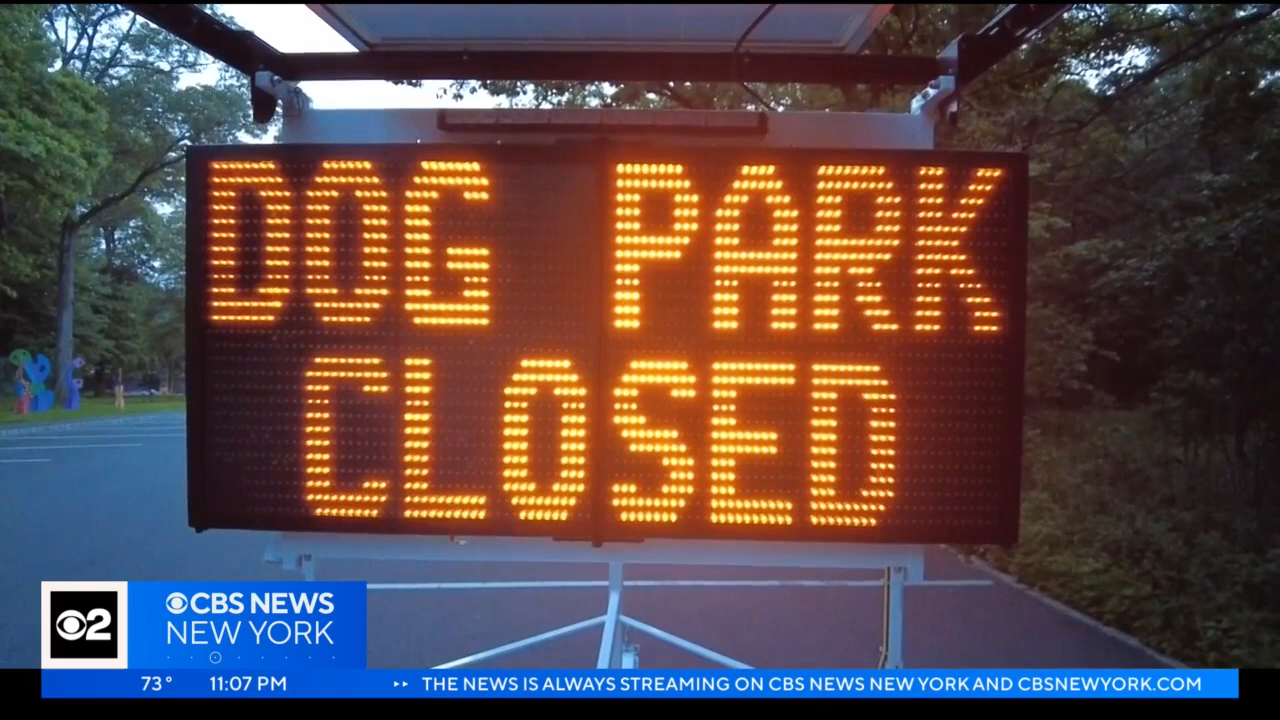 DOG PARK
CLOSED
2
CBS NEWS
NEW YORK
73° 11:07 PM THE NEWS IS ALWAYS STREAMING ON CBS NEWS NEW YORK AND CBSNEWYORK.COM